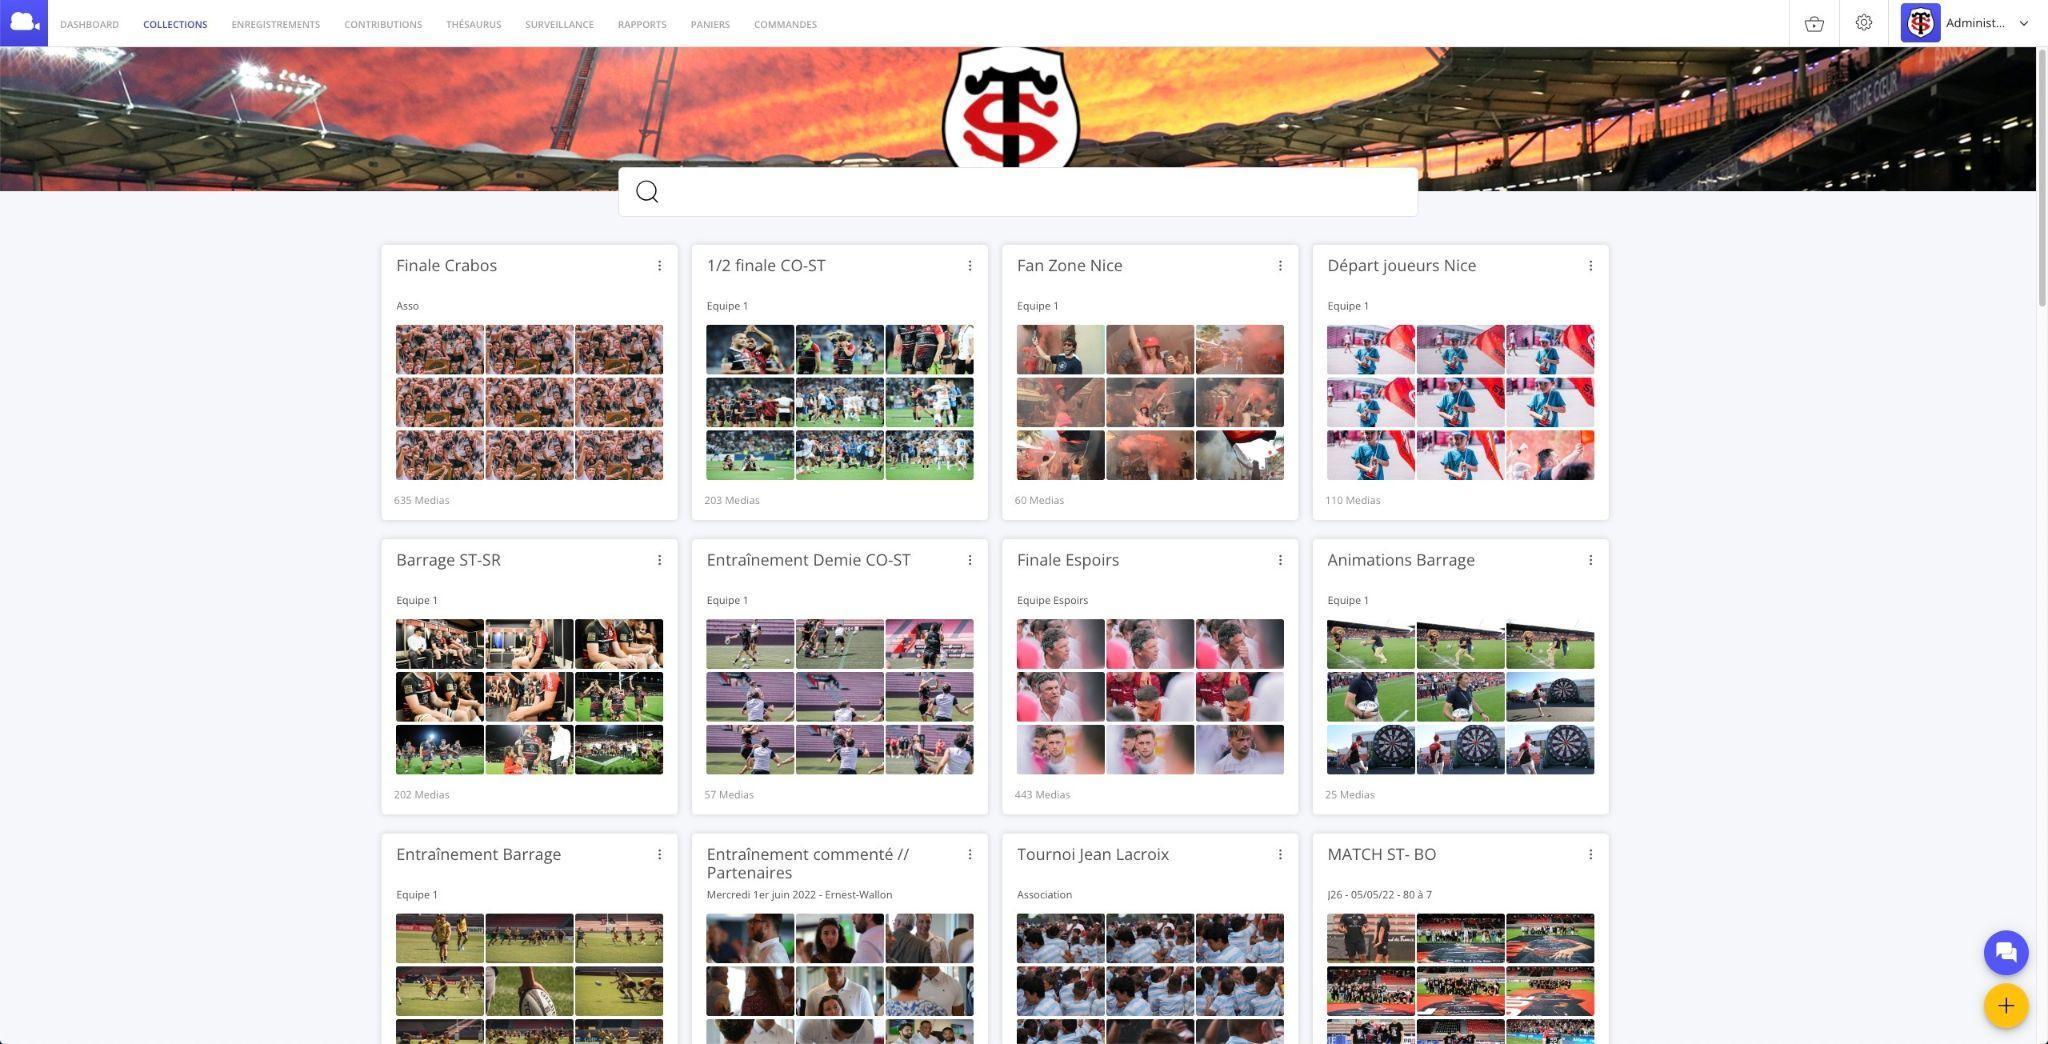 DASHBOARD COLLECTIONS ENREGISTREMENTS CONTRIBUTIONS THÉSAURUS SURVEILLANCE RAPPORTS PANIERS COMMANDES Administ...
TFC DE CŒUR
Finale Crabos
Asso
635 Medias
1/2 finale CO-ST
Equipe 1
203 Medias
Fan Zone Nice
Equipe 1
60 Medias
Départ joueurs Nice
Equipe 1
110 Medias
Barrage ST-SR
Equipe 1
202 Medias
Entraînement Demie CO-ST
Equipe 1
57 Medias
Finale Espoirs
Equipe Espoirs
443 Medias
Animations Barrage
Equipe 1
25 Medias
Entraînement Barrage
Equipe 1
Entraînement commenté //
Partenaires
Mercredi 1er juin 2022 - Ernest-Wallon
Tournoi Jean Lacroix
Association
MATCH ST- BO
J26 - 05/05/22 - 80 à 7